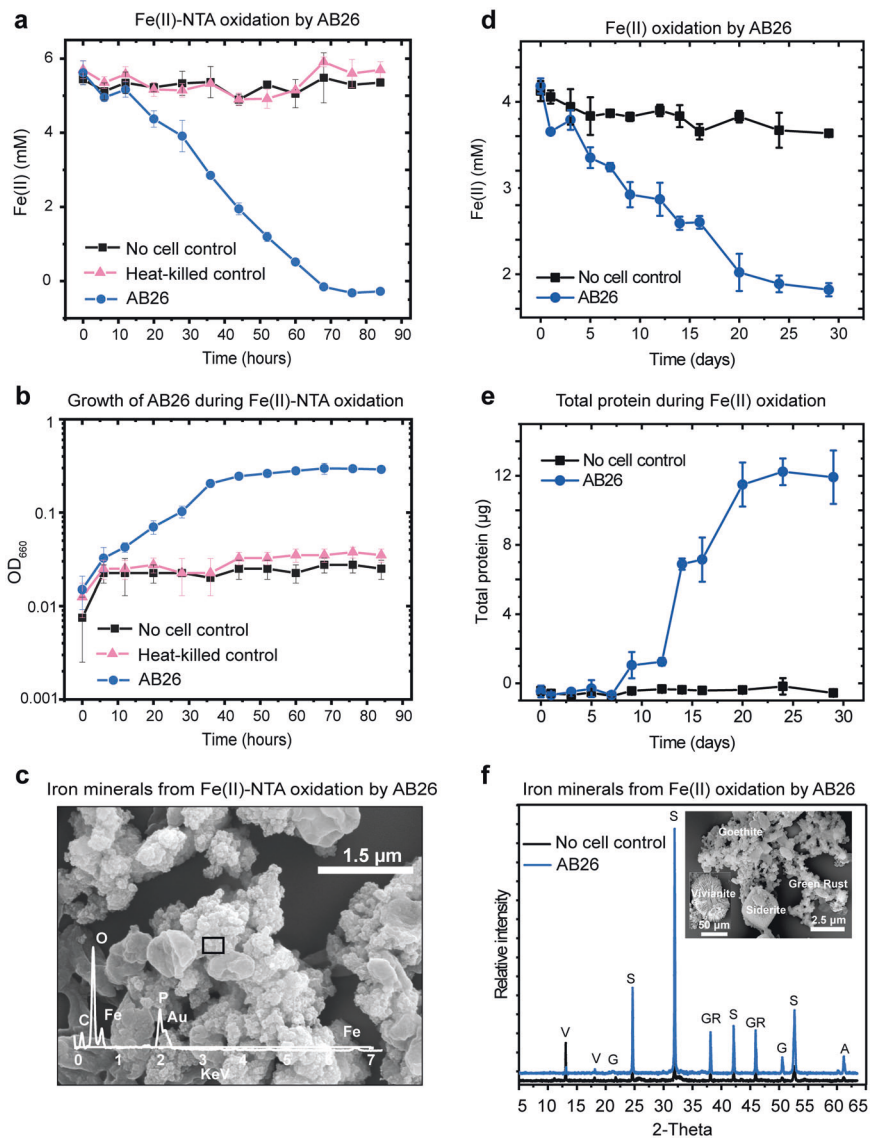 a
Fe(II)-NTA oxidation by AB26
Fe(II) (mM)
6
4
2
0
No cell control
Heat-killed control
AB26
0 10 20 30 40 50 60 70 80 90
Time (hours)
b
Growth of AB26 during Fe(II)-NTA oxidation
OD660
1
0.1
0.01
0.001
No cell control
Heat-killed control
AB26
0 10 20 30 40 50 60 70 80 90
Time (hours)
c
Iron minerals from Fe(II)-NTA oxidation by AB26
1.5 µm
O
C
Fe
P
Au
Fe
0 1 2 3 4 5 6 7
KeV
d
Fe(II) oxidation by AB26
Fe(II) (mM)
4
3
4
2
No cell control
AB26
0 5 10 15 20 25 30
Time (days)
e
Total protein during Fe(II) oxidation
Total protein (µg)
12
8
4
0
No cell control
AB26
0 5 10 15 20 25 30
Time (days)
f
Iron minerals from Fe(II) oxidation by AB26
Relative intensity
No cell control
AB26
Goethite
Vivianite
Siderite
Green Rust
50 µm
2.5 µm
V
V
G
S
S
GR
S
GR
G
S
A
5 15 25 35 45 50 55 60 65
2-Theta